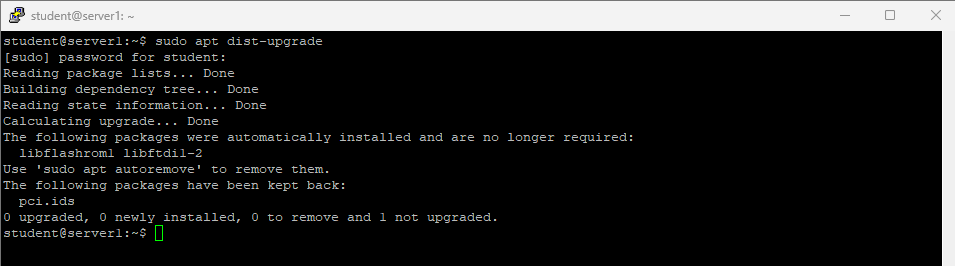 student@server1: ~
student@server1:~$ sudo apt dist-upgrade
[sudo] password for student:
Reading package lists... Done
Building dependency tree... Done
Reading state information... Done
Calculating upgrade... Done
The following packages were automatically installed and are no longer required:
  libflashrom1 libftdi1-2
Use 'sudo apt autoremove' to remove them.
The following packages have been kept back:
  pci.ids
0 upgraded, 0 newly installed, 0 to remove and 1 not upgraded.
student@server1:~$